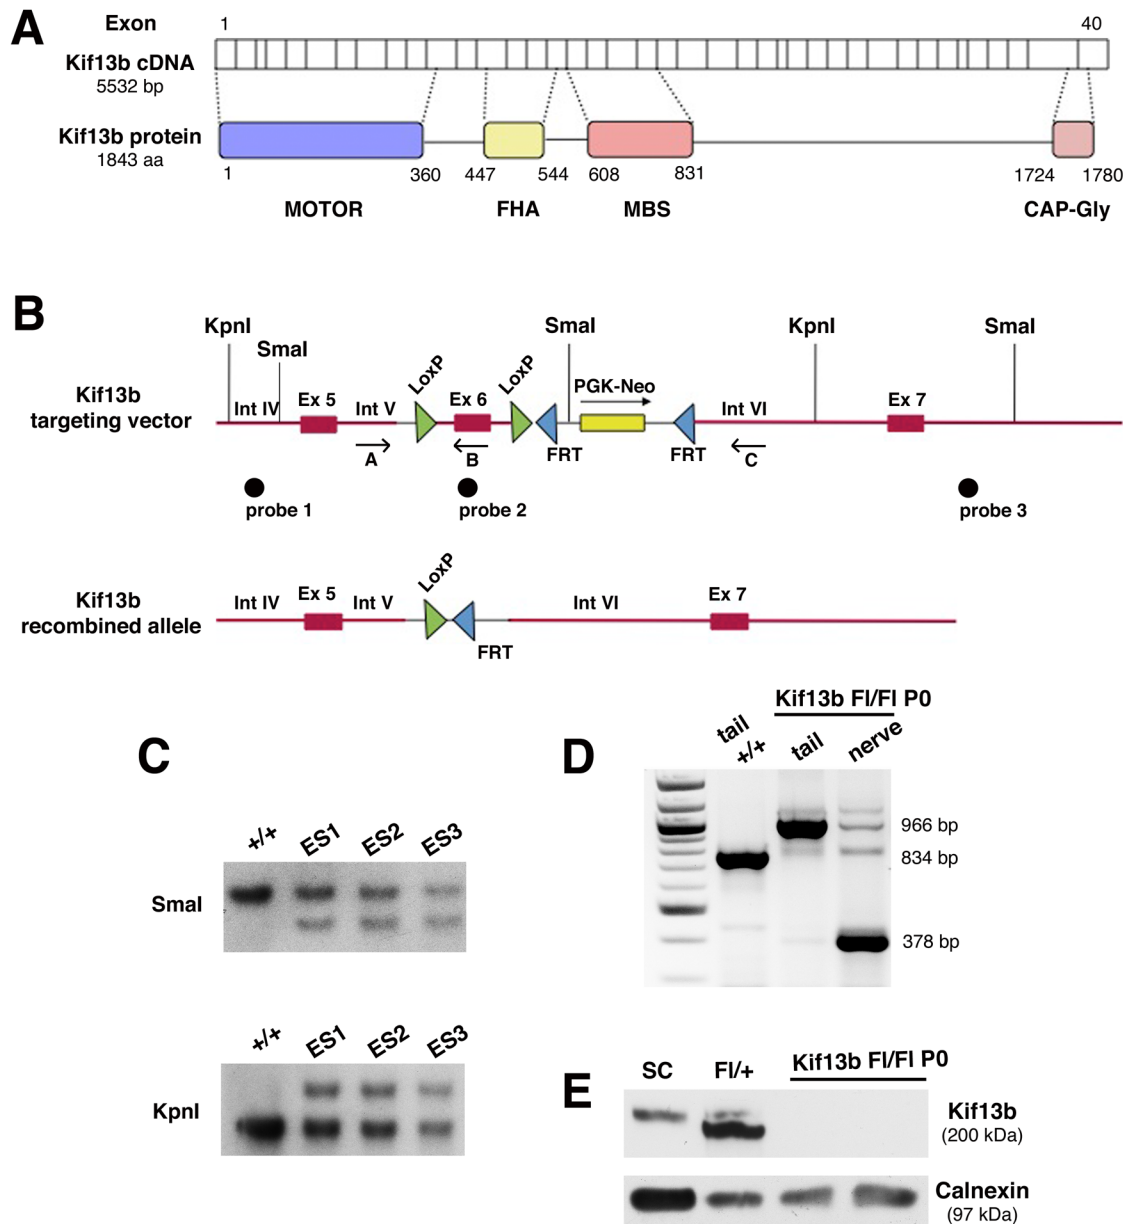 A
Exon
1
40
Kif13b cDNA
5532 bp
Kif13b protein
1843 aa
1
360
447
544
608
831
1724
1780
MOTOR
FHA
MBS
CAP-Gly
B
KpnI
SmaI
SmaI
KpnI
SmaI
LoxP
LoxP
PGK-Neo
Kif13b
targeting vector
Int IV
Ex 5
Int V
Ex 6
Int VI
Ex 7
FRT
FRT
A
B
C
probe 1
probe 2
probe 3
LoxP
Kif13b
recombined allele
Int IV
Ex 5
Int V
Int VI
Ex 7
FRT
C
+/+
ES1
ES2
ES3
SmaI
+/+
ES1
ES2
ES3
KpnI
D
Kif13b Fl/Fl P0
tail
+/+
tail
nerve
966 bp
834 bp
378 bp
E
SC
Fl/+
Kif13b Fl/Fl P0
Kif13b
(200 kDa)
Calnexin
(97 kDa)